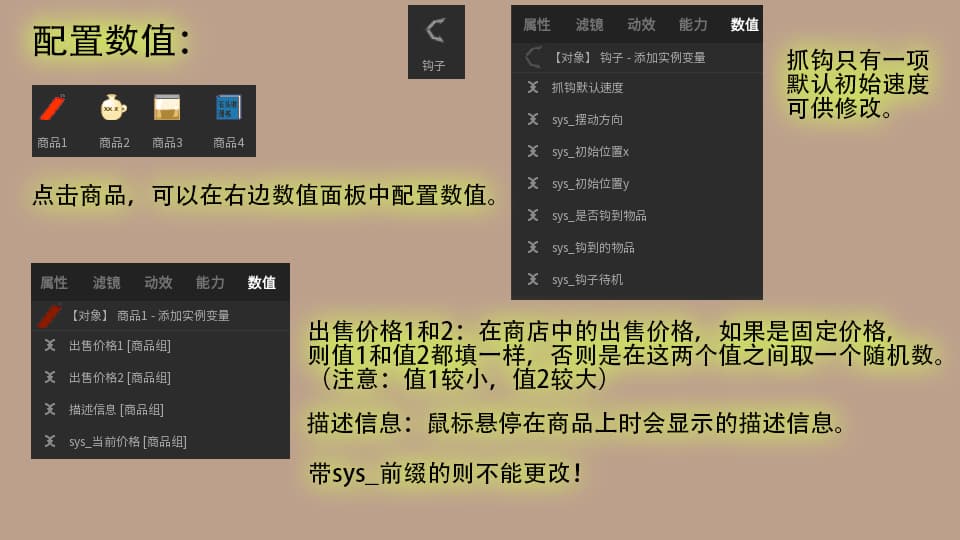 配置数值：
商品1 商品2 商品3 商品4
点击商品，可以在右边数值面板中配置数值。
钩子
属性 滤镜 动效 能力 数值
【对象】 钩子 - 添加实例变量
抓钩默认速度
sys_摆动方向
sys_初始位置x
sys_初始位置y
sys_是否钩到物品
sys_钩到的物品
sys_钩子待机
抓钩只有一项
默认初始速度
可供修改。
属性 滤镜 动效 能力 数值
【对象】 商品1 - 添加实例变量
出售价格1 [商品组]
出售价格2 [商品组]
描述信息 [商品组]
sys_当前价格 [商品组]
出售价格1和2：在商店中的出售价格，如果是固定价格，
则值1和值2都填一样，否则是在这两个值之间取一个随机数。
（注意：值1较小，值2较大）
描述信息：鼠标悬停在商品上时会显示的描述信息。
带sys_前缀的则不能更改！